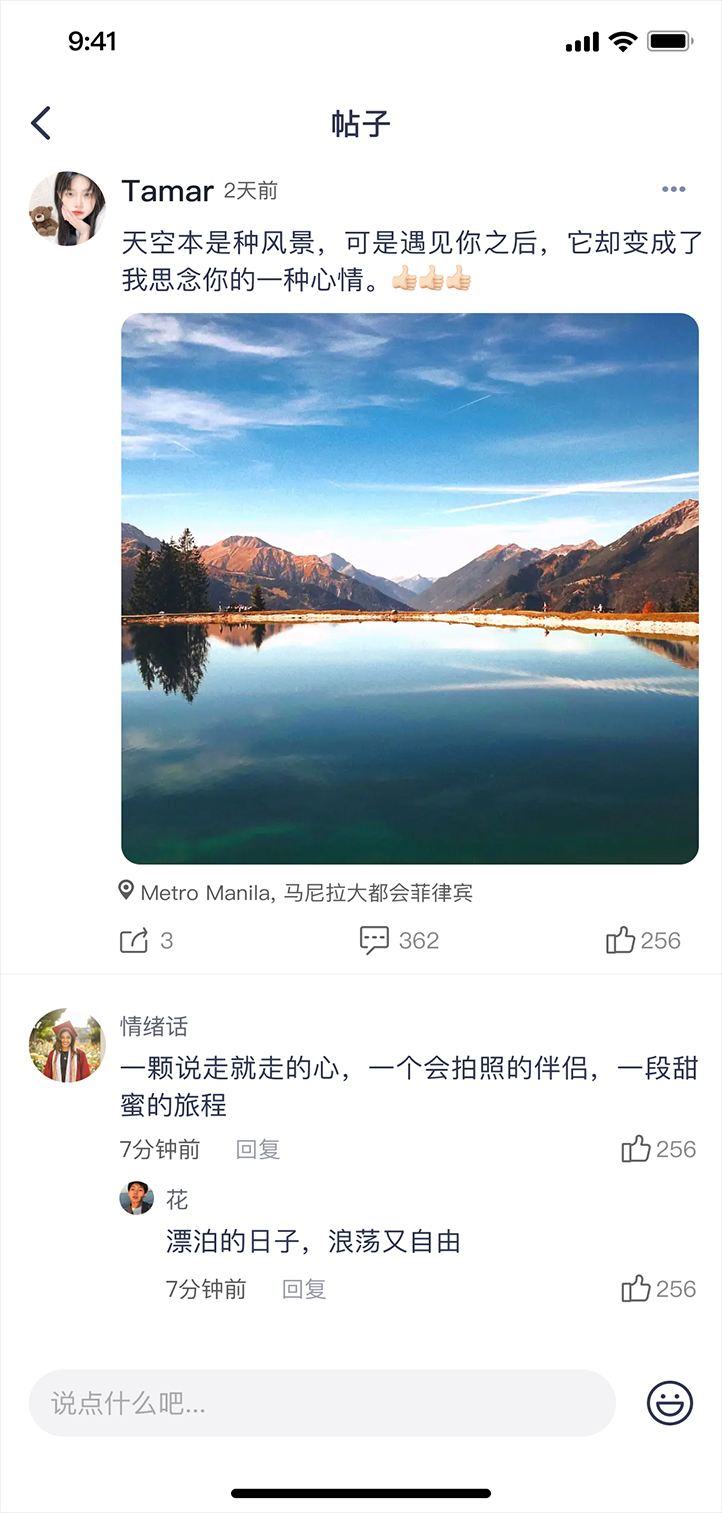 9:41
帖子
Tamar 2天前
天空本是种风景，可是遇见你之后，它却变成了
我思念你的一种心情。👍🏻👍🏻👍🏻
Metro Manila, 马尼拉大都会菲律宾
3 362 256
情绪话
一颗说走就走的心，一个会拍照的伴侣，一段甜
蜜的旅程
7分钟前 回复 256
花
漂泊的日子，浪荡又自由
7分钟前 回复 256
说点什么吧...